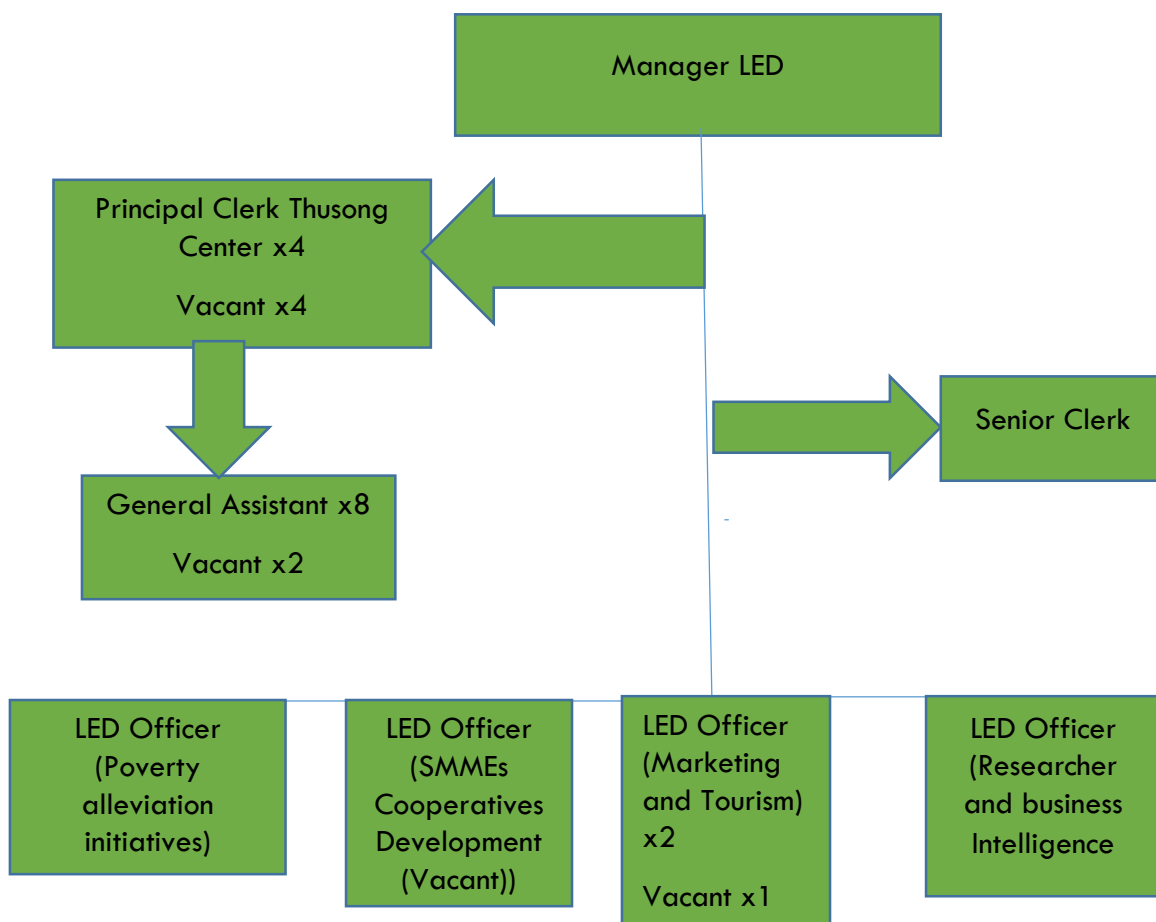 Manager LED
Principal Clerk Thusong
Center x4
Vacant x4
Senior Clerk
General Assistant x8
Vacant x2
LED Officer
(Poverty
alleviation
initiatives)
LED Officer
(SMMEs
Cooperatives
Development
(Vacant))
LED Officer
(Marketing
and Tourism)
x2
Vacant x1
LED Officer
(Researcher
and business
Intelligence